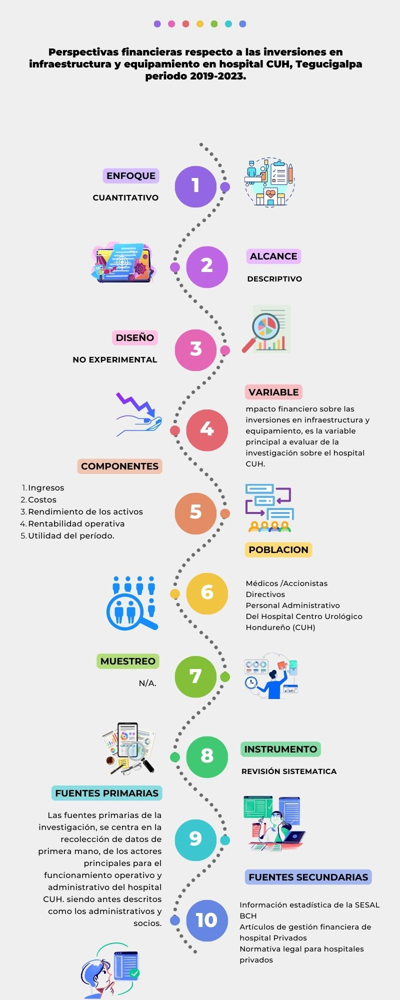 Perspectivas financieras respecto a las inversiones en
infraestructura y equipamiento en hospital CUH, Tegucigalpa
periodo 2019-2023.
ENFOQUE
CUANTITATIVO
1
2
ALCANCE
DESCRIPTIVO
DISEÑO
NO EXPERIMENTAL
3
4
VARIABLE
mpacto financiero sobre las
inversiones en infraestructura y
equipamiento, es la variable
principal a evaluar de la
investigación sobre el hospital
CUH.
COMPONENTES
1. Ingresos
2. Costos
3. Rendimiento de los activos
4. Rentabilidad operativa
5. Utilidad del período.
5
POBLACION
6
Médicos /Accionistas
Directivos
Personal Administrativo
Del Hospital Centro Urológico
Hondureño (CUH)
MUESTREO
N/A.
7
8
INSTRUMENTO
REVISIÓN SISTEMATICA
FUENTES PRIMARIAS
Las fuentes primarias de la
investigación, se centra en la
recolección de datos de
primera mano, de los actores
principales para el
funcionamiento operativo y
administrativo del hospital
CUH. siendo antes descritos
como los administrativos y
socios.
9
FUENTES SECUNDARIAS
10
Información estadística de la SESAL
BCH
Artículos de gestión financiera de
hospital Privados
Normativa legal para hospitales
privados